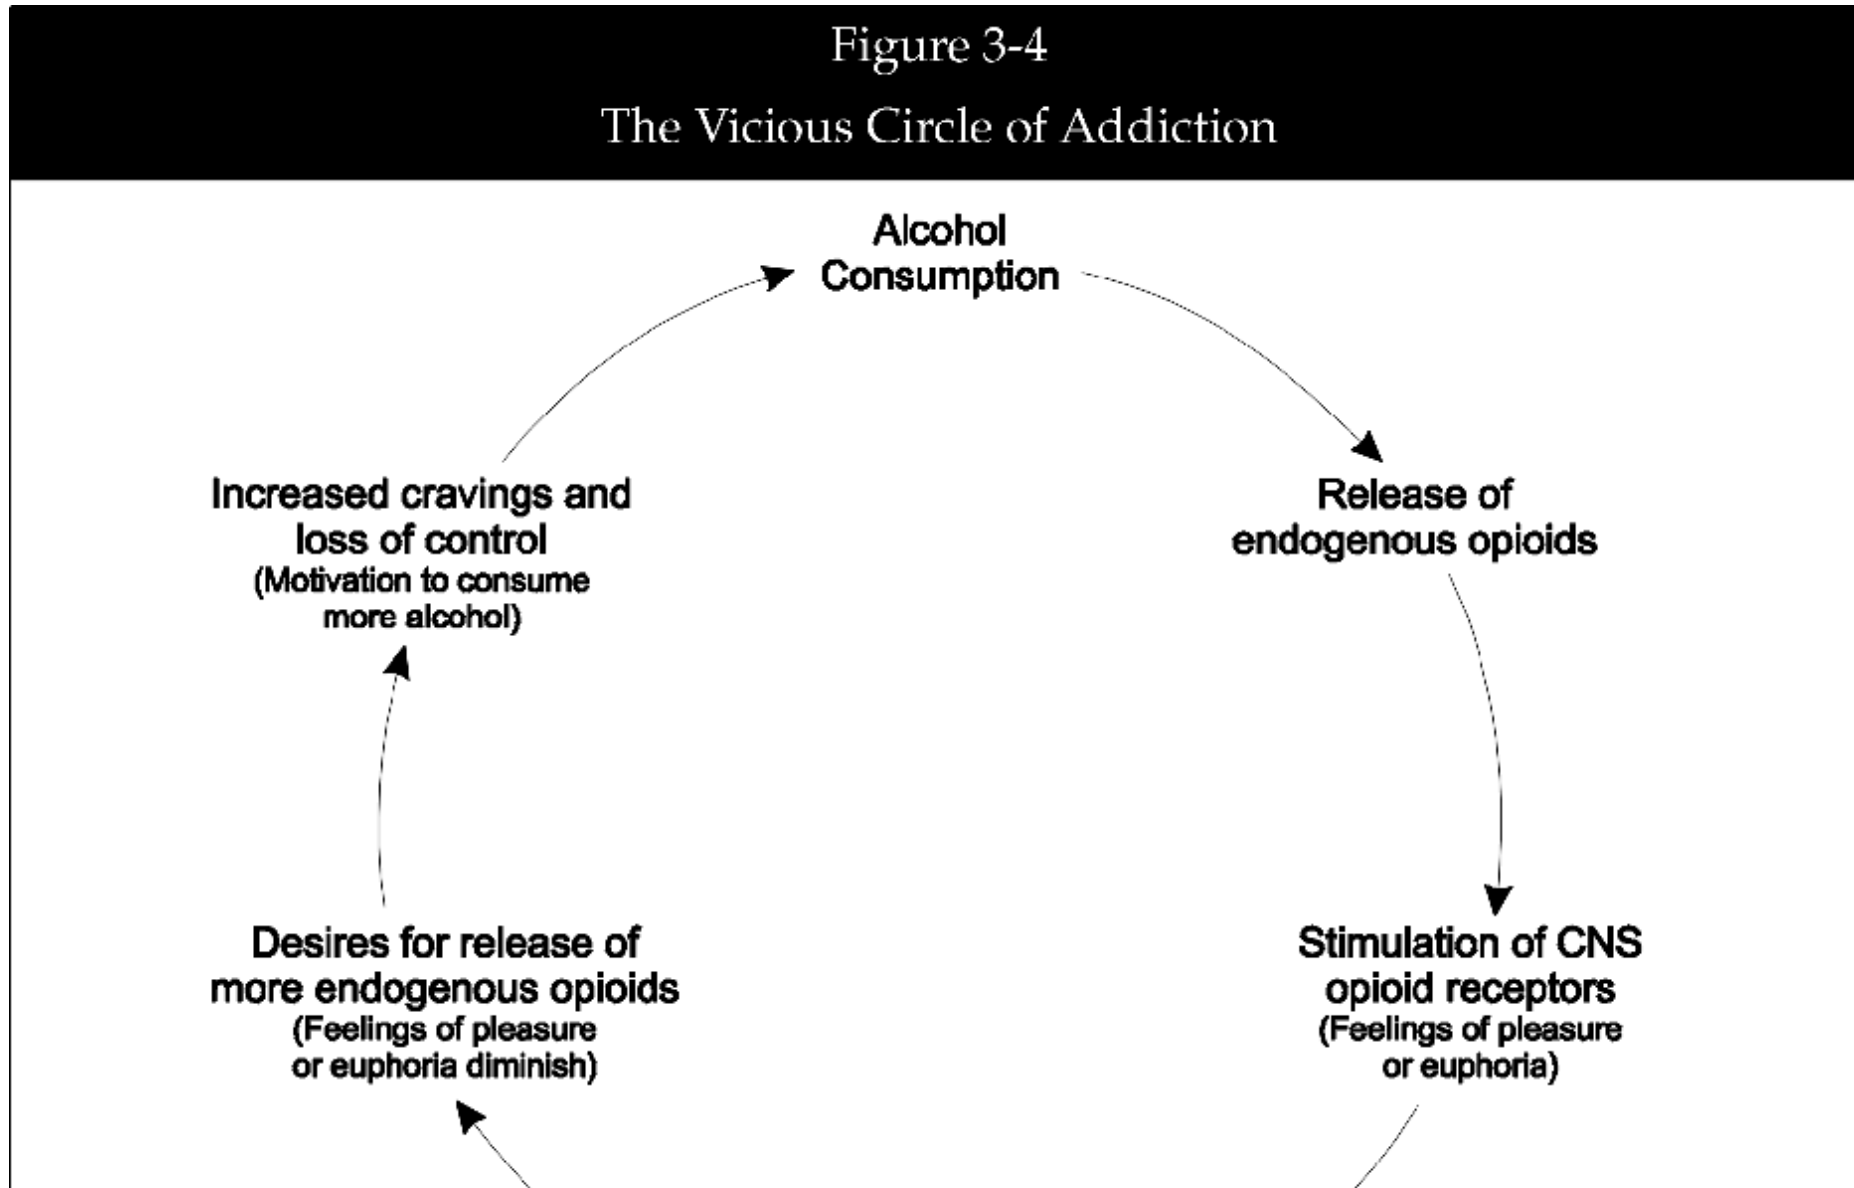 Figure 3-4
The Vicious Circle of Addiction
Alcohol
Consumption
Release of
endogenous opioids
Stimulation of CNS
opioid receptors
(Feelings of pleasure
or euphoria)
Desires for release of
more endogenous opioids
(Feelings of pleasure
or euphoria diminish)
Increased cravings and
loss of control
(Motivation to consume
more alcohol)